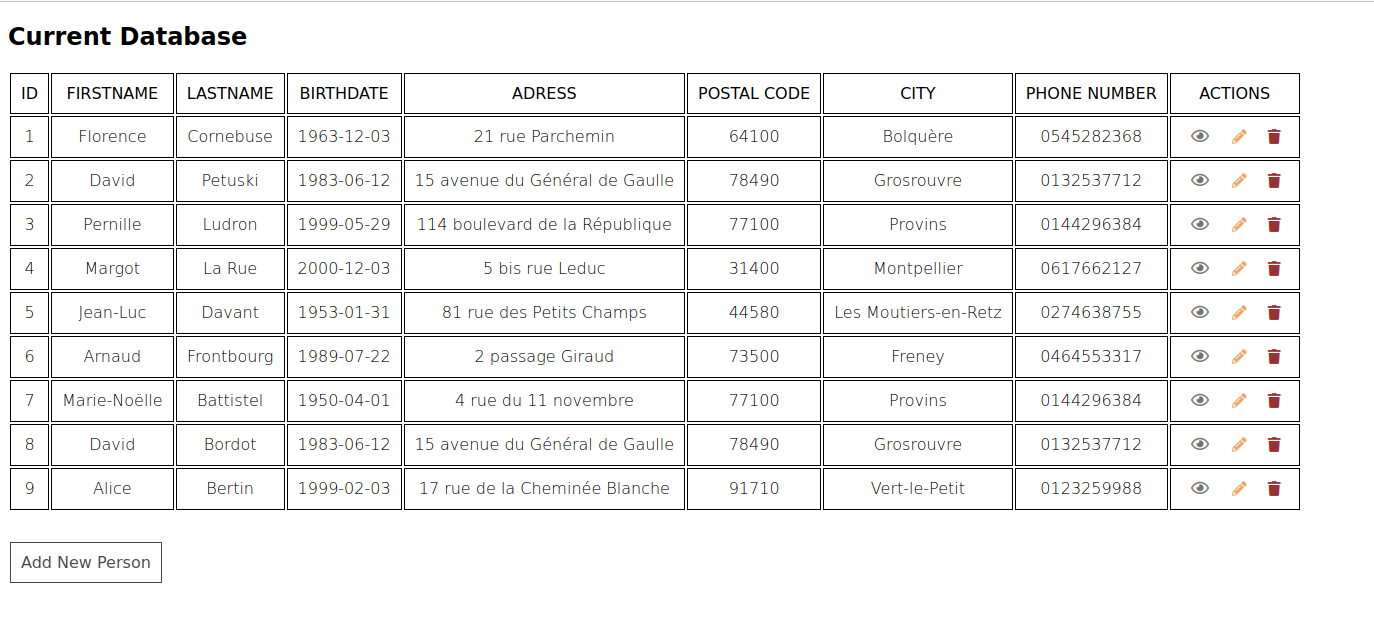 Current Database
ID FIRSTNAME LASTNAME BIRTHDATE ADRESS POSTAL CODE CITY PHONE NUMBER ACTIONS
1 Florence Cornebuse 1963-12-03 21 rue Parchemin 64100 Bolquère 0545282368
2 David Petuski 1983-06-12 15 avenue du Général de Gaulle 78490 Grosrouvre 0132537712
3 Pernille Ludron 1999-05-29 114 boulevard de la République 77100 Provins 0144296384
4 Margot La Rue 2000-12-03 5 bis rue Leduc 31400 Montpellier 0617662127
5 Jean-Luc Davant 1953-01-31 81 rue des Petits Champs 44580 Les Moutiers-en-Retz 0274638755
6 Arnaud Frontbourg 1989-07-22 2 passage Giraud 73500 Freney 0464553317
7 Marie-Noëlle Battistel 1950-04-01 4 rue du 11 novembre 77100 Provins 0144296384
8 David Bordot 1983-06-12 15 avenue du Général de Gaulle 78490 Grosrouvre 0132537712
9 Alice Bertin 1999-02-03 17 rue de la Cheminée Blanche 91710 Vert-le-Petit 0123259988
Add New Person